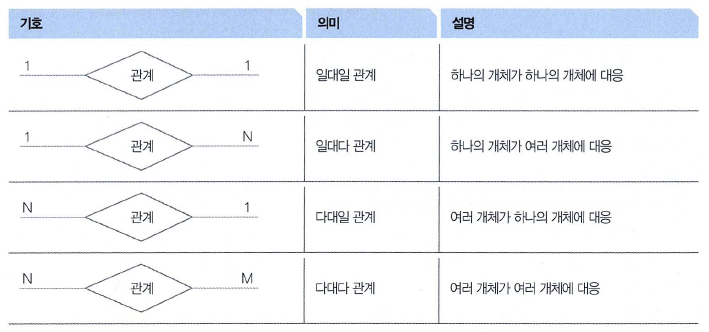 기호 의미 설명
1 관계 1 일대일 관계 하나의 개체가 하나의 개체에 대응
1 관계 N 일대다 관계 하나의 개체가 여러 개체에 대응
N 관계 1 다대일 관계 여러 개체가 하나의 개체에 대응
N 관계 M 다대다 관계 여러 개체가 여러 개체에 대응